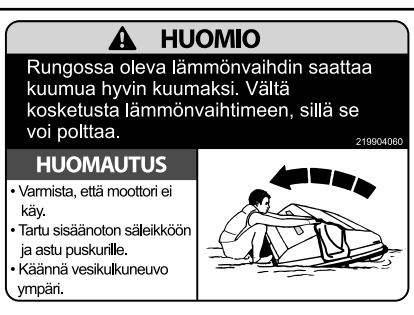 HUOMIO
Rungossa oleva lämmönvaihdin saattaa
kuumua hyvin kuumaksi. Vältä
kosketusta lämmönvaihtimeen, sillä se
voi polttaa.
219904060
HUOMAUTUS
• Varmista, että moottori ei
käy.
• Tartu sisäänoton säleikköön
ja astu puskurille.
• Käännä vesikulkuneuvo
ympäri.